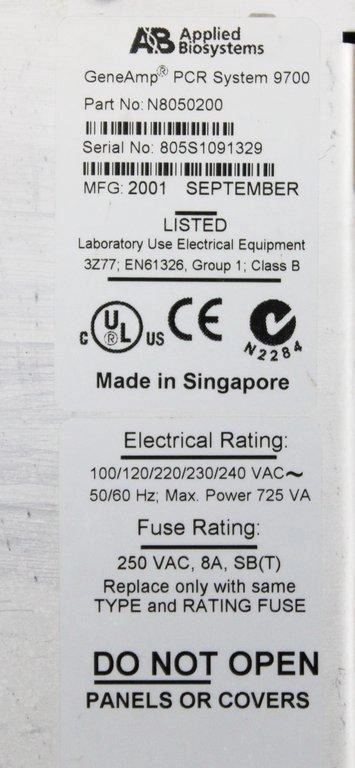 AB Applied
Biosystems
GeneAmp® PCR System 9700
Part No: N8050200
Serial No: 805S1091329
MFG: 2001 SEPTEMBER
LISTED
Laboratory Use Electrical Equipment
3Z77; EN61326, Group 1; Class B
C UL ® US CE N2284
Made in Singapore
Electrical Rating:
100/120/220/230/240 VAC~
50/60 Hz; Max. Power 725 VA
Fuse Rating:
250 VAC, 8A, SB(T)
Replace only with same
TYPE and RATING FUSE
DO NOT OPEN
PANELS OR COVERS